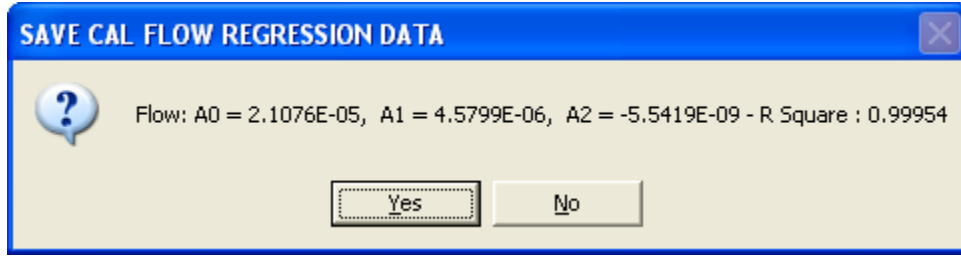 SAVE CAL FLOW REGRESSION DATA
?
Flow: A0 = 2.1076E-05, A1 = 4.5799E-06, A2 = -5.5419E-09 - R Square : 0.99954
Yes No